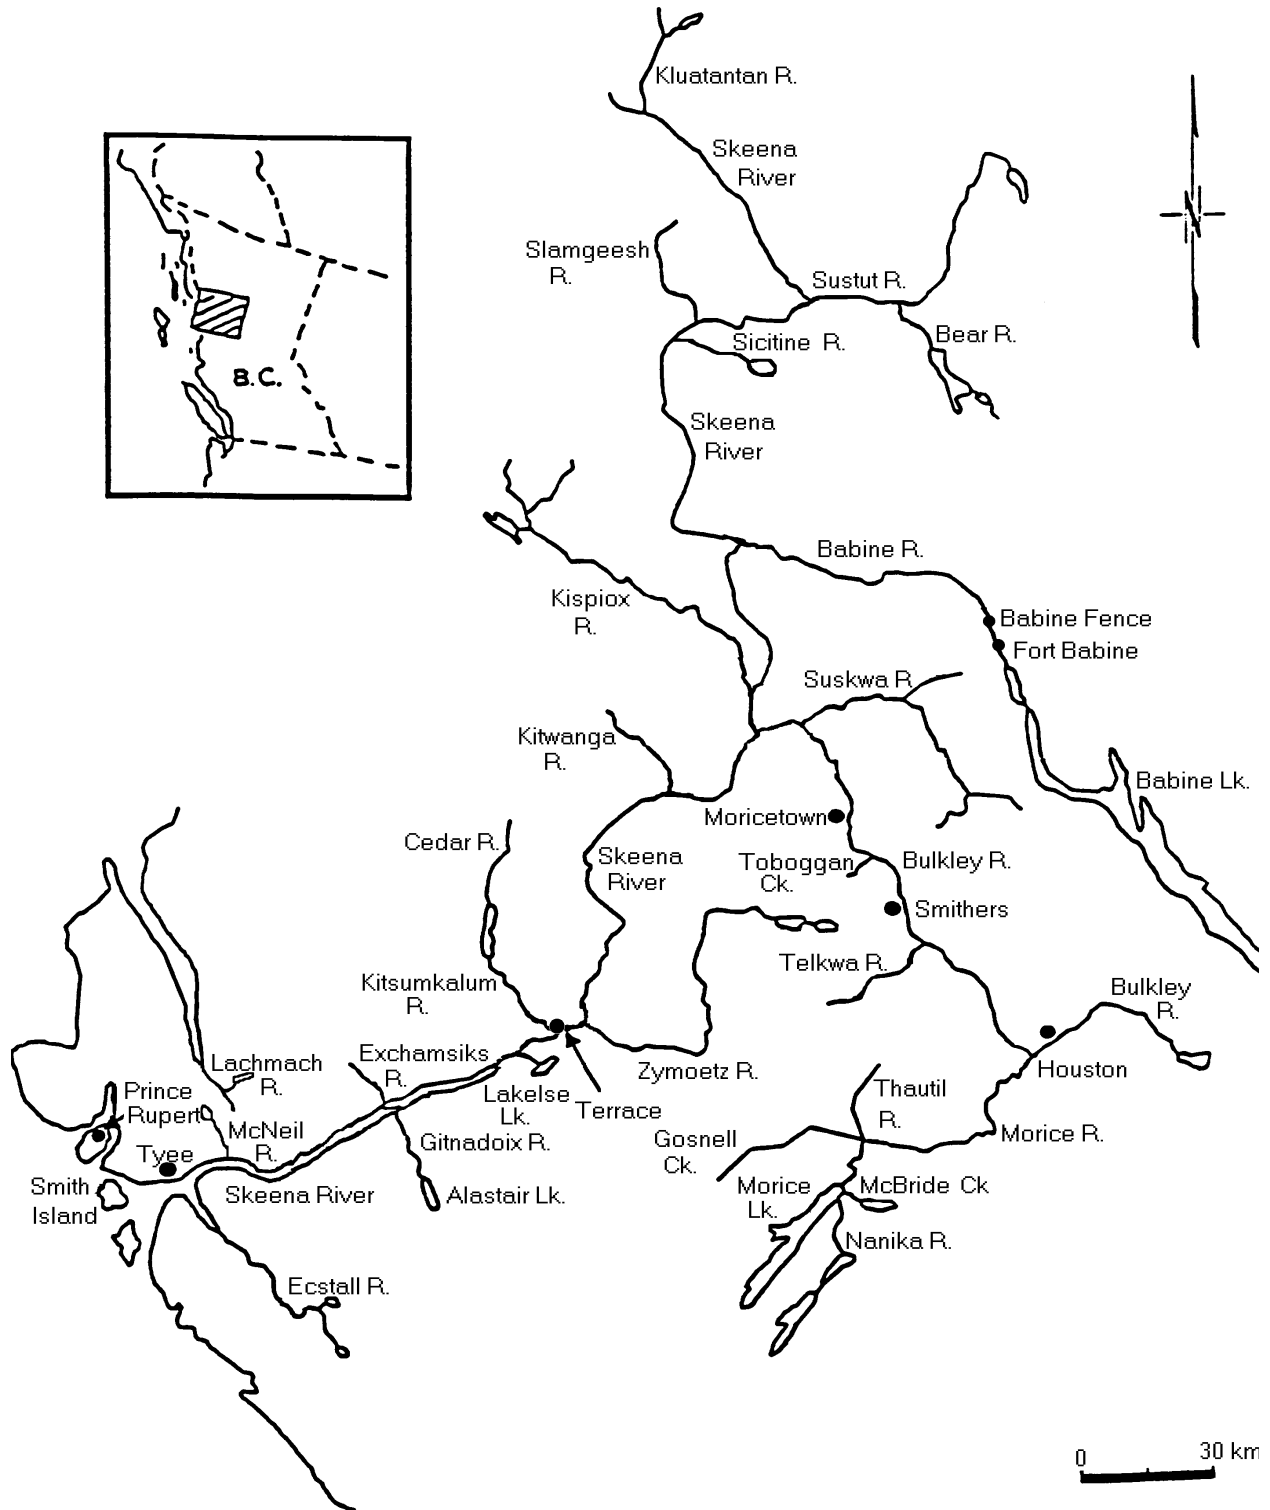 Kluatantan R.
Skeena
River
Slamgeesh
R.
Sustut R.
Sicitine R.
Bear R.
B.C.
Skeena
River
Babine R.
Kispiox
R.
Babine Fence
Fort Babine
Suskwa R
Kitwanga
R.
Babine Lk.
Moricetown
Cedar R.
Skeena
River
Toboggan
Ck.
Bulkley R.
Smithers
Telkwa R.
Kitsumkalum
R.
Bulkley
R.
Exchamsiks
R.
Lachmach
R.
Zymoetz R.
Houston
Prince
Rupert
Lakelse
Lk.
Terrace
Thautil
R.
McNeil
R.
Gitnadoix R.
Gosnell
Ck.
Morice R.
Tyee
Smith
Island
Skeena River
Alastair Lk.
Morice
Lk.
McBride Ck
Nanika R.
Ecstall R.
N
0 30 km